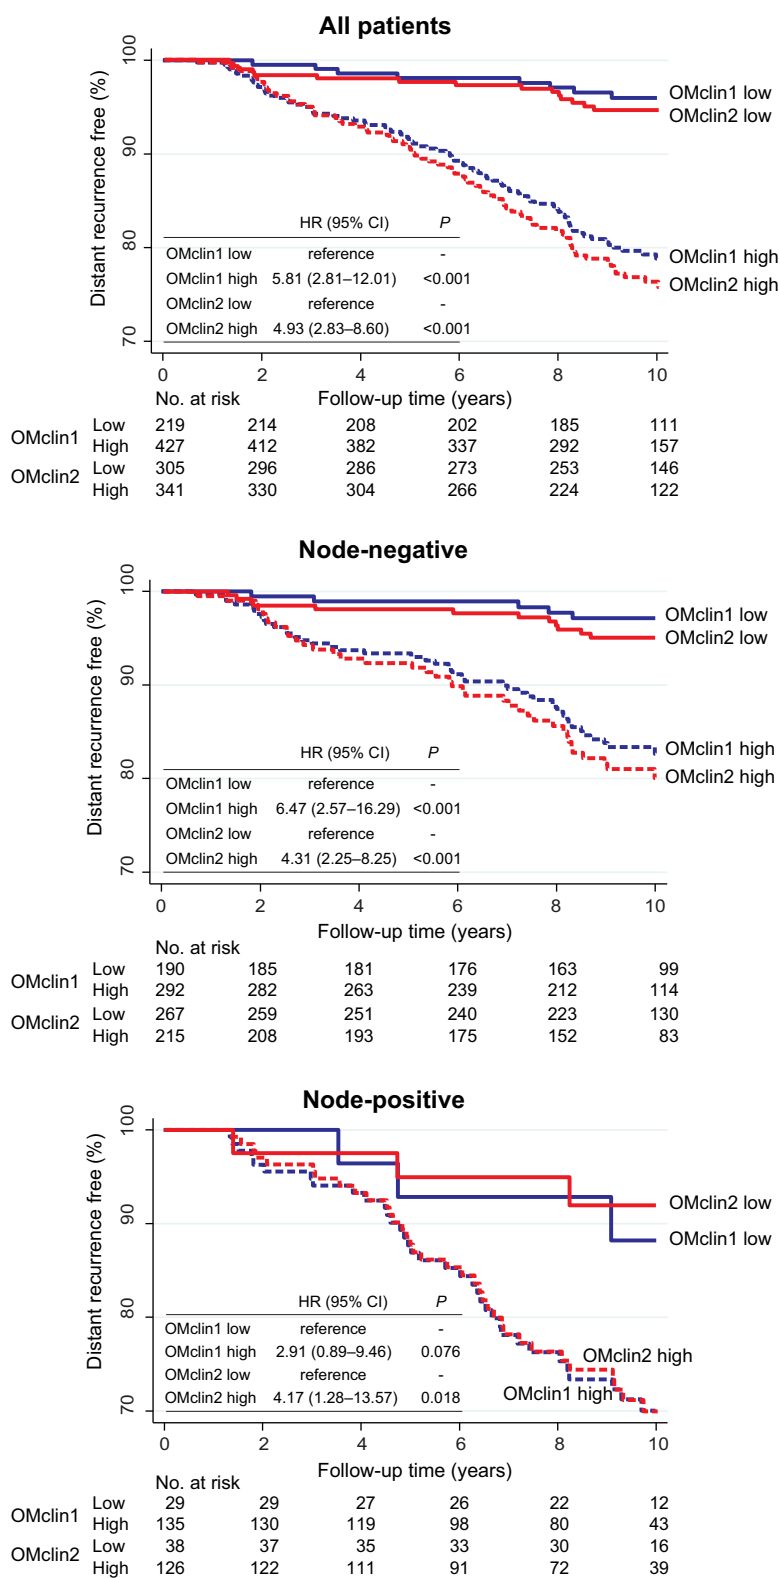 All patients
Distant recurrence free (%)
100
90
80
70
OMclin1 low
OMclin2 low
OMclin1 high
OMclin2 high
HR (95% CI) P
OMclin1 low reference -
OMclin1 high 5.81 (2.81–12.01) <0.001
OMclin2 low reference -
OMclin2 high 4.93 (2.83–8.60) <0.001
0 2 4 6 8 10
No. at risk Follow-up time (years)
OMclin1 Low 219 214 208 202 185 111
High 427 412 382 337 292 157
OMclin2 Low 305 296 286 273 253 146
High 341 330 304 266 224 122
Node-negative
Distant recurrence free (%)
100
90
80
70
OMclin1 low
OMclin2 low
OMclin1 high
OMclin2 high
HR (95% CI) P
OMclin1 low reference -
OMclin1 high 6.47 (2.57–16.29) <0.001
OMclin2 low reference -
OMclin2 high 4.31 (2.25–8.25) <0.001
0 2 4 6 8 10
Follow-up time (years)
No. at risk
OMclin1 Low 190 185 181 176 163 99
High 292 282 263 239 212 114
OMclin2 Low 267 259 251 240 223 130
High 215 208 193 175 152 83
Node-positive
Distant recurrence free (%)
100
90
80
70
OMclin2 low
OMclin1 low
OMclin2 high
OMclin1 high
HR (95% CI) P
OMclin1 low reference -
OMclin1 high 2.91 (0.89–9.46) 0.076
OMclin2 low reference -
OMclin2 high 4.17 (1.28–13.57) 0.018
0 2 4 6 8 10
Follow-up time (years)
No. at risk
OMclin1 Low 29 29 27 26 22 12
High 135 130 119 98 80 43
OMclin2 Low 38 37 35 33 30 16
High 126 122 111 91 72 39